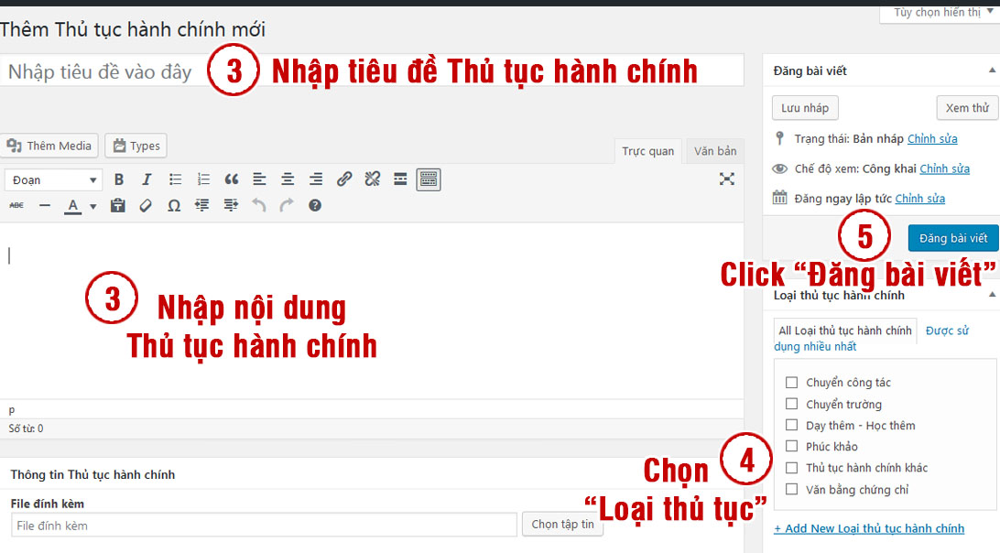 Tùy chọn hiển thị
Thêm Thủ tục hành chính mới
Nhập tiêu đề vào đây
3 Nhập tiêu đề Thủ tục hành chính
Thêm Media
Types
Trực quan
Văn bản
Đoạn
B I
ABC A T Ω ?
3 Nhập nội dung
Thủ tục hành chính
p
Số từ: 0
Thông tin Thủ tục hành chính
File đính kèm
File đính kèm
Chọn tập tin
Đăng bài viết
Lưu nháp
Xem thử
Trạng thái: Bản nháp Chỉnh sửa
Chế độ xem: Công khai Chỉnh sửa
Đăng ngay lập tức Chỉnh sửa
5
Đăng bài viết
Click “Đăng bài viết”
Loại thủ tục hành chính
All Loại thủ tục hành chính
Được sử
dụng nhiều nhất
Chuyển công tác
Chuyển trường
Dạy thêm - Học thêm
Phúc khảo
Thủ tục hành chính khác
Văn bằng chứng chỉ
Chọn 4
“Loại thủ tục”
+ Add New Loại thủ tục hành chính